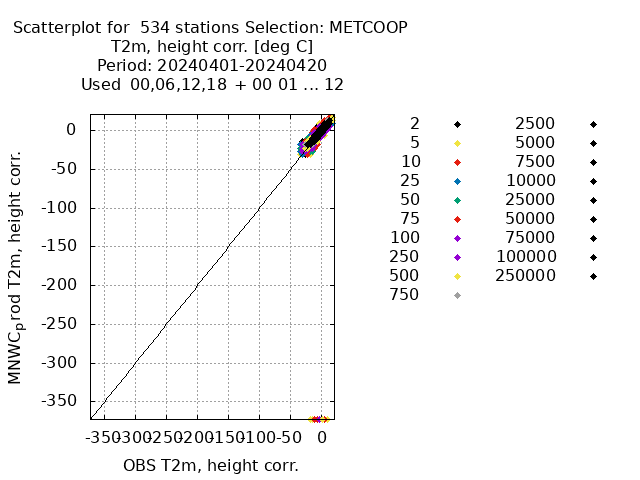 Scatterplot for 534 stations Selection: METCOOP
T2m, height corr. [deg C]
Period: 20240401-20240420
Used 00,06,12,18 + 00 01 ... 12
MNWC_prod T2m, height corr.
0
-50
-100
-150
-200
-250
-300
-350
-350 -300 -250 -200 -150 -100 -50 0
OBS T2m, height corr.
2 2500
5 5000
10 7500
25 10000
50 25000
75 50000
100 75000
250 100000
500 250000
750